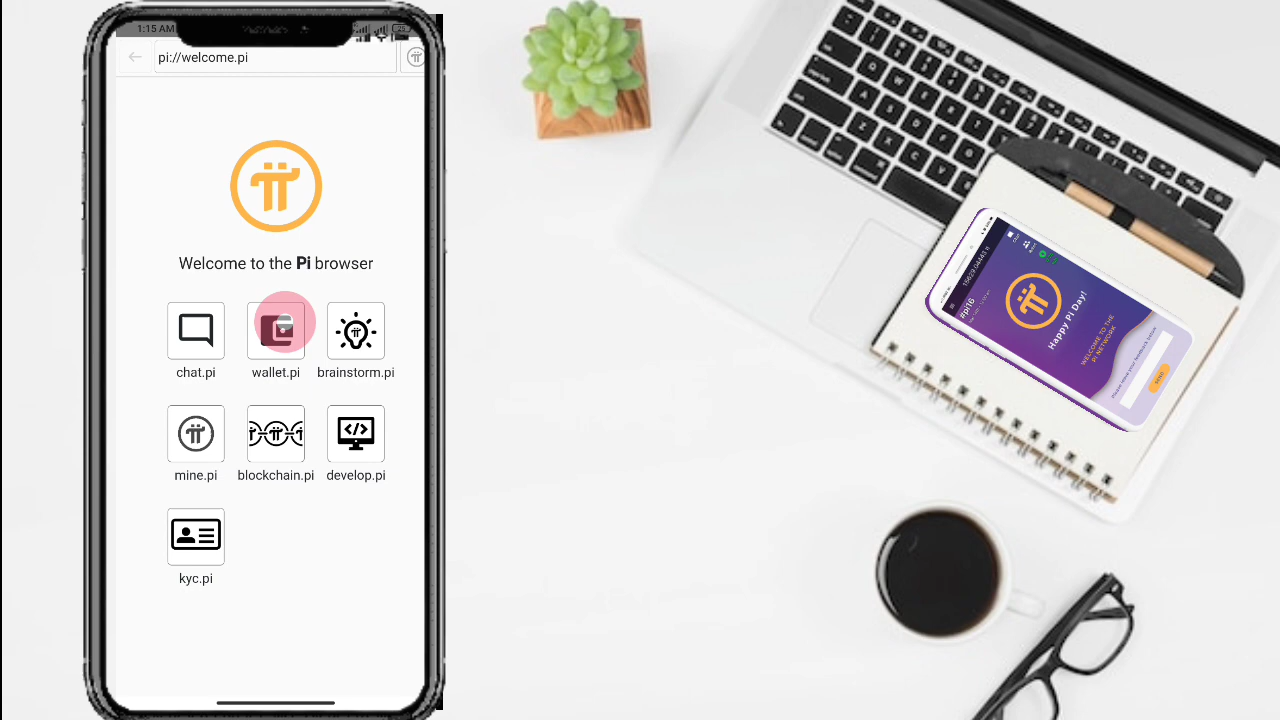 1:15 AM
pi://welcome.pi
Welcome to the Pi browser
chat.pi
wallet.pi
brainstorm.pi
mine.pi
blockchain.pi
develop.pi
kyc.pi
#pi16
Happy Pi Day!
WELCOME TO THE
PI NETWORK